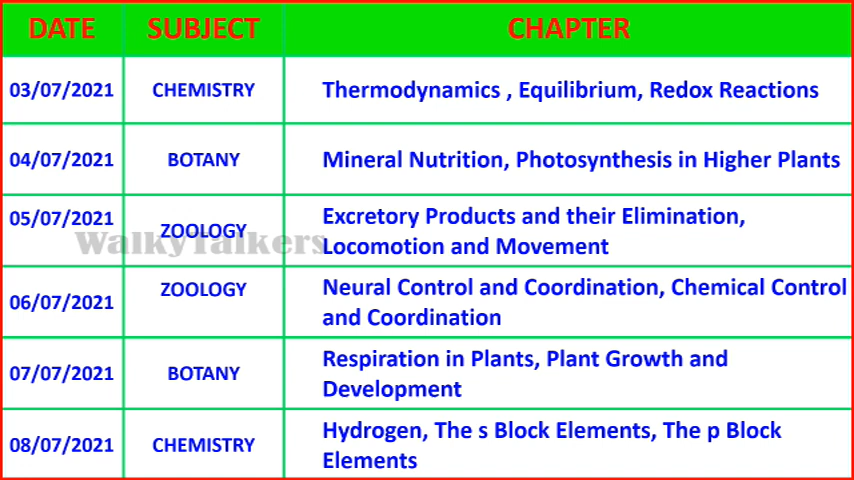 DATE SUBJECT CHAPTER
03/07/2021 CHEMISTRY Thermodynamics , Equilibrium, Redox Reactions
04/07/2021 BOTANY Mineral Nutrition, Photosynthesis in Higher Plants
05/07/2021 ZOOLOGY Excretory Products and their Elimination,
Locomotion and Movement
WalkyTalkers
06/07/2021 ZOOLOGY Neural Control and Coordination, Chemical Control
and Coordination
07/07/2021 BOTANY Respiration in Plants, Plant Growth and
Development
08/07/2021 CHEMISTRY Hydrogen, The s Block Elements, The p Block
Elements